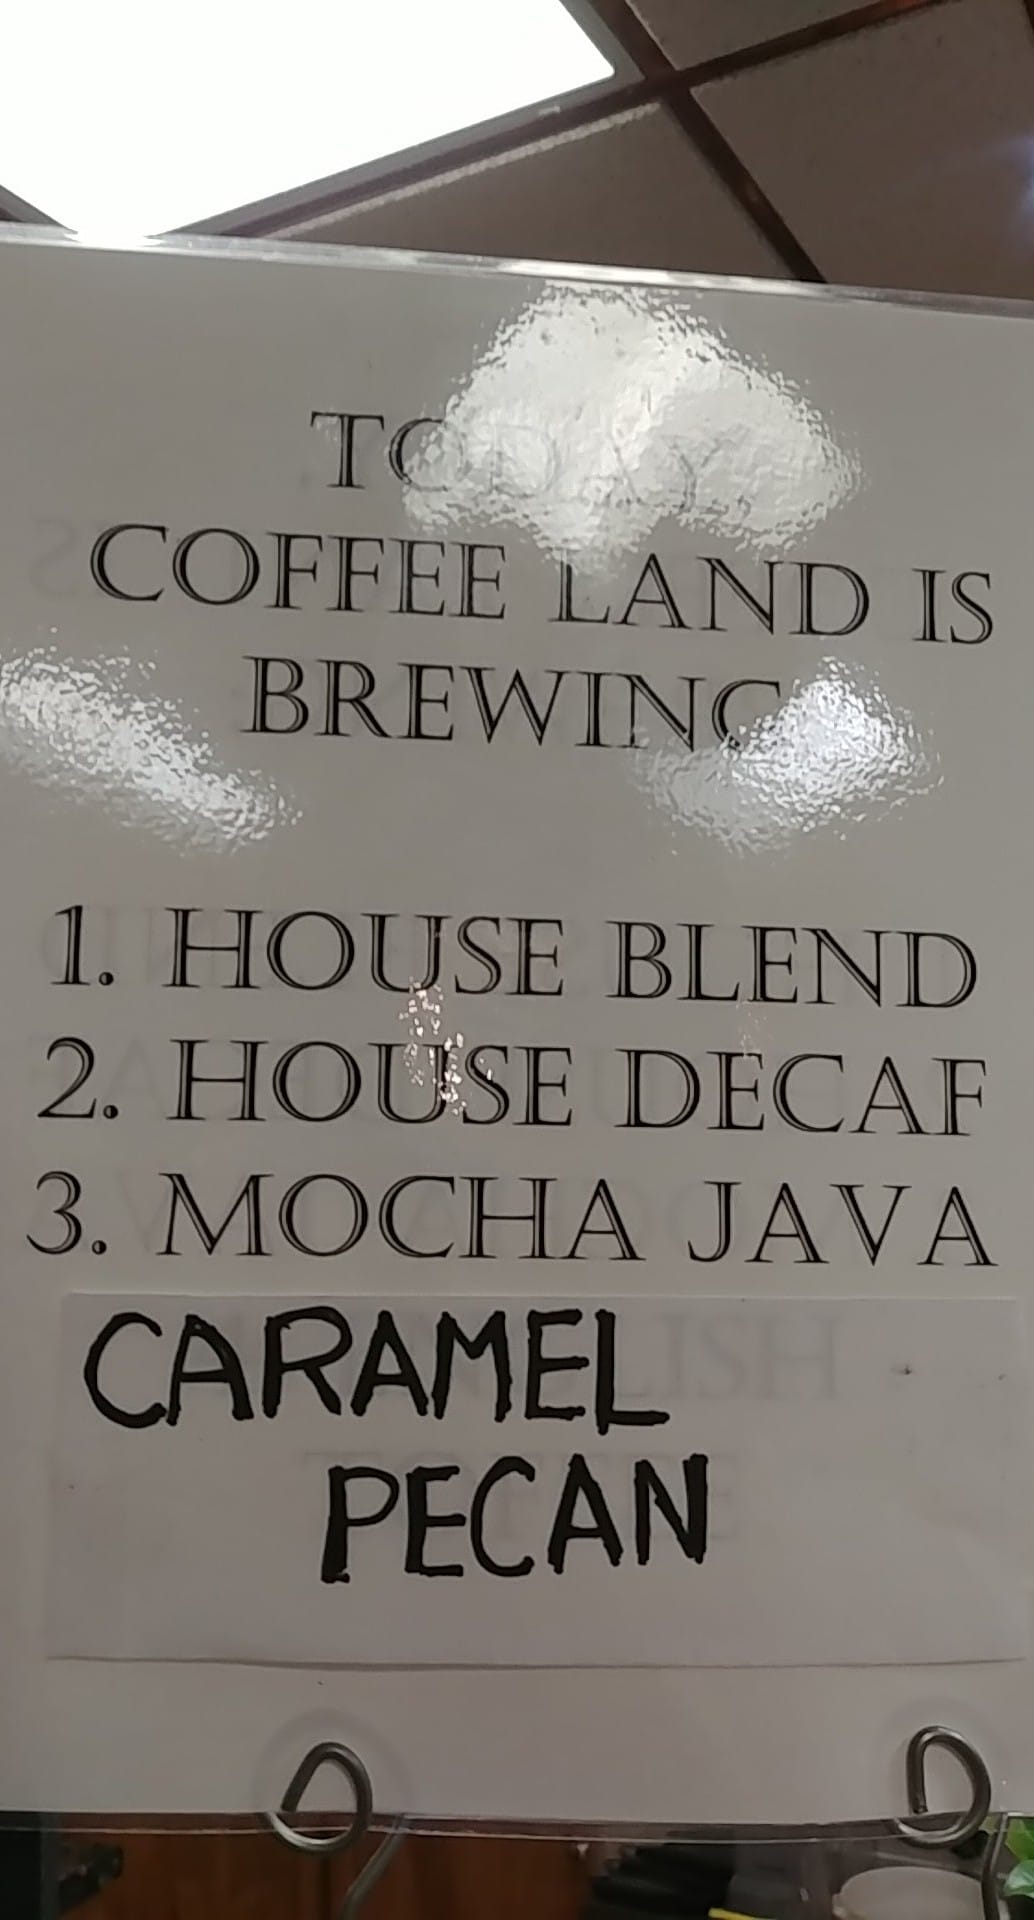 TODAY,
COFFEE LAND IS
BREWING
1. HOUSE BLEND
2. HOUSE DECAF
3. MOCHA JAVA
CARAMEL
PECAN